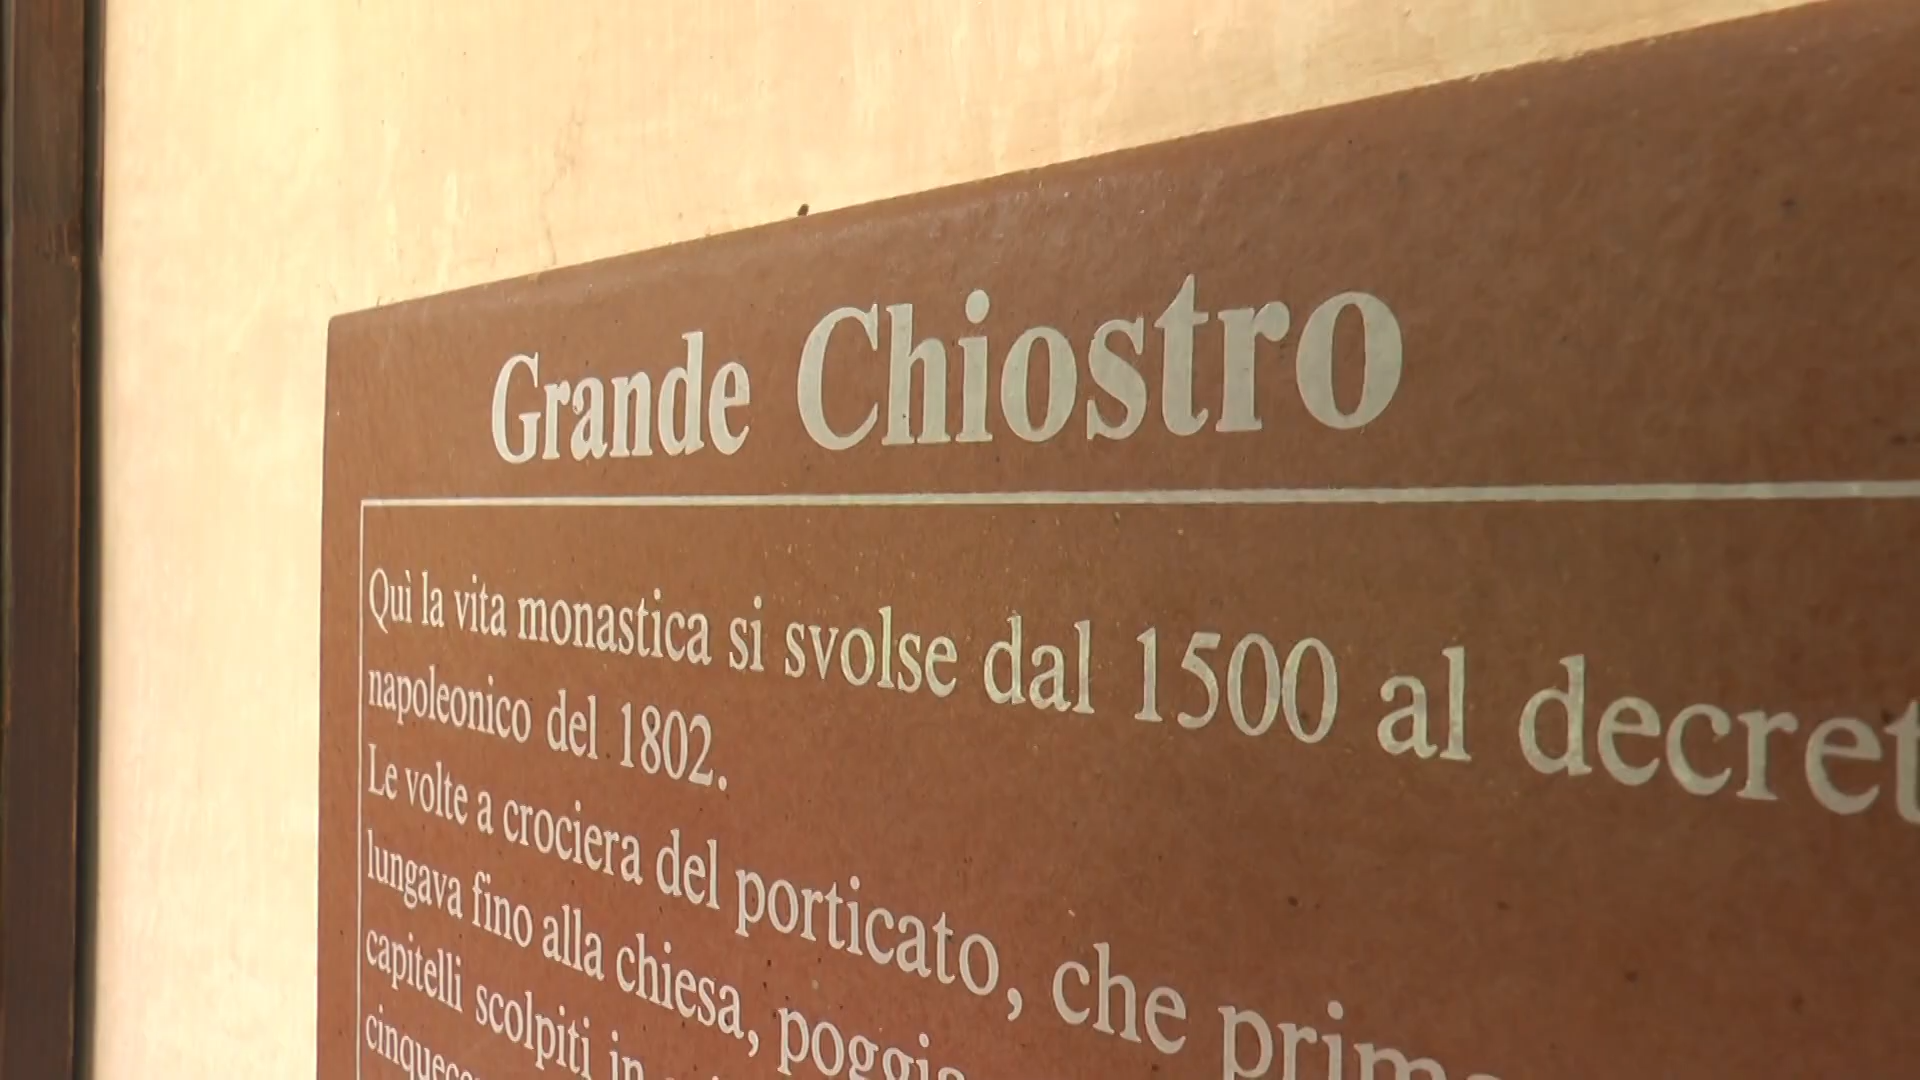 Grande Chiostro
Quì la vita monastica si svolse dal 1500 al decret
napoleonico del 1802.
Le volte a crociera del porticato, che prim
lungava fino alla chiesa, poggia
capitelli scolpiti in
cinquece